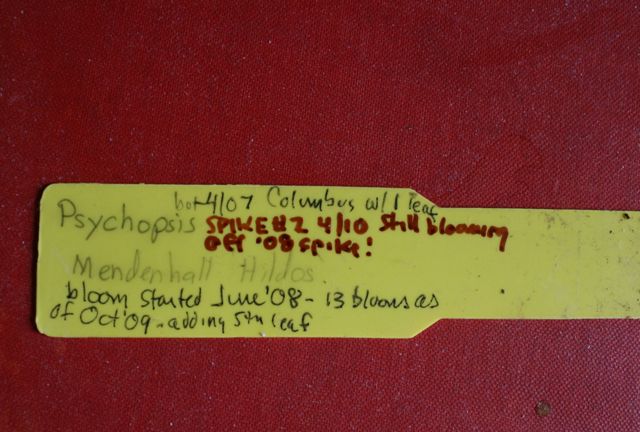 bot 4/07 Columbus w/1 leaf
Psychopsis SPIKE #2 4/10 still blooming
off '08 spike!
Mendenhall Hildos
bloom started June '08 - 13 blooms as
of Oct '09 - adding 5th leaf